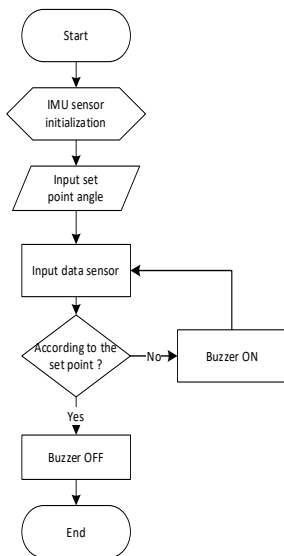 Start
IMU sensor
initialization
Input set
point angle
Input data sensor
According to the
set point ?
No
Buzzer ON
Yes
Buzzer OFF
End